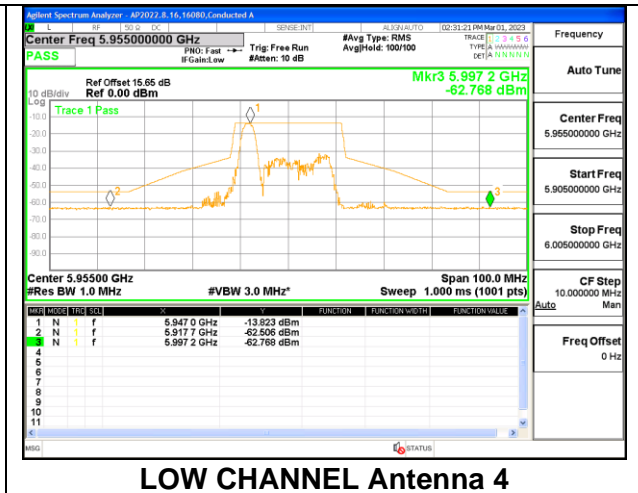 Agilent Spectrum Analyzer - AP2022.8.16,16080,Conducted A
L RF 50 Ω DC SENSE:INT ALIGN AUTO 02:31:21 PM Mar 01, 2023
Center Freq 5.955000000 GHz #Avg Type: RMS TRACE 1 2 3 4 5 6
PASS PNO: Fast Trig: Free Run Avg|Hold: 100/100 TYPE A WWWWW
IFGain:Low #Atten: 10 dB DET A N N N N N
Ref Offset 15.65 dB Mkr3 5.997 2 GHz
10 dB/div Ref 0.00 dBm -62.768 dBm
Log
Trace 1 Pass
1
-10.0
-20.0
-30.0
-40.0
-50.0
2
3
-60.0
-70.0
-80.0
-90.0
Center 5.95500 GHz Span 100.0 MHz
#Res BW 1.0 MHz #VBW 3.0 MHz* Sweep 1.000 ms (1001 pts)
MKR MODE TRC SCL X Y FUNCTION FUNCTION WIDTH FUNCTION VALUE
1 N 1 f 5.947 0 GHz -13.823 dBm
2 N 1 f 5.917 7 GHz -62.506 dBm
3 N 1 f 5.997 2 GHz -62.768 dBm
4
5
6
7
8
9
10
11
MSG STATUS
Frequency
Auto Tune
Center Freq
5.955000000 GHz
Start Freq
5.905000000 GHz
Stop Freq
6.005000000 GHz
CF Step
10.000000 MHz
Auto Man
Freq Offset
0 Hz
LOW CHANNEL Antenna 4